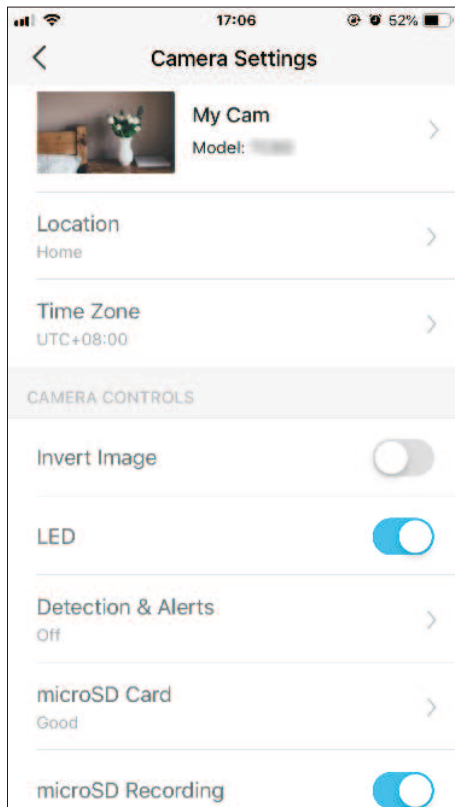 17:06
52%
Camera Settings
My Cam
Model:
Location
Home
Time Zone
UTC+08:00
CAMERA CONTROLS
Invert Image
LED
Detection & Alerts
Off
microSD Card
Good
microSD Recording